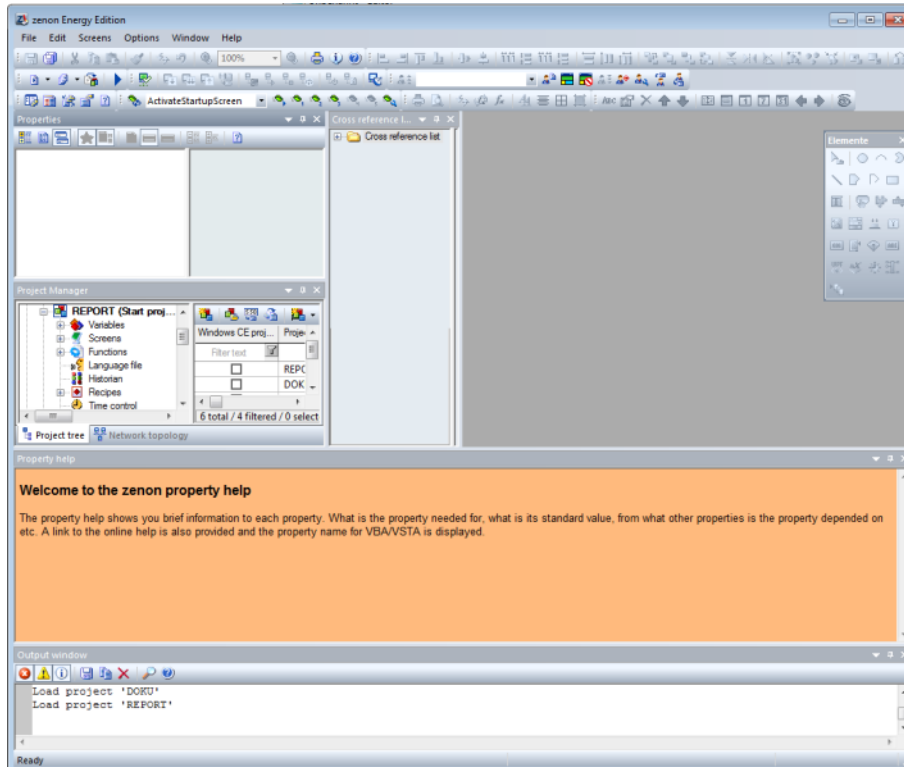 zenon Energy Edition
File Edit Screens Options Window Help
100%
ActivateStartupScreen
Properties
Cross reference l...
Cross reference list
Elemente
Project Manager
REPORT (Start proj...
Variables
Screens
Functions
Language file
Historian
Recipes
Time control
Windows CE proj... Proje
Filter text
REPC
DOK
6 total / 4 filtered / 0 select
Project tree Network topology
Property help
Welcome to the zenon property help
The property help shows you brief information to each property. What is the property needed for, what is its standard value, from what other properties is the property depended on
etc. A link to the online help is also provided and the property name for VBA/VSTA is displayed.
Output window
Load project 'DOKU'
Load project 'REPORT'
Ready